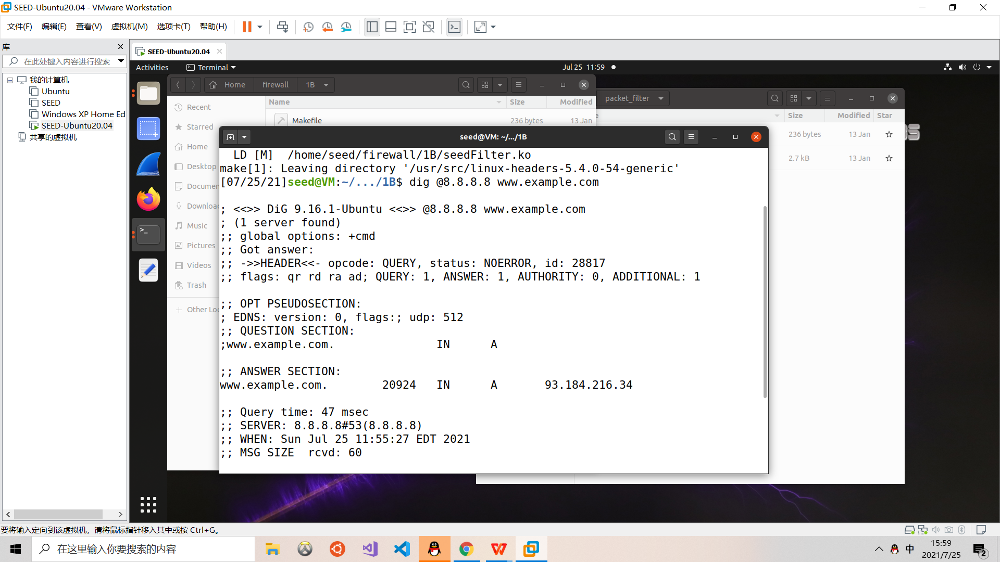 SEED-Ubuntu20.04 - VMware Workstation
文件(F) 编辑(E) 查看(V) 虚拟机(M) 选项卡(T) 帮助(H)
库
在此处键入内容进行搜索
我的计算机
Ubuntu
SEED
Windows XP Home Ed
SEED-Ubuntu20.04
共享的虚拟机
SEED-Ubuntu20.04
Activities Terminal Jul 25 11:59
Home firewall 1B
Recent
Starred
Home
Desktop
Documen
Downloa
Music
Pictures
Videos
Trash
Other Lo
Name Size Modified
Makefile 236 bytes 13 Jan
packet_filter
Size Modified Star
236 bytes 13 Jan
2.7 kB 13 Jan
seed@VM: ~/.../1B
LD [M]  /home/seed/firewall/1B/seedFilter.ko
make[1]: Leaving directory '/usr/src/linux-headers-5.4.0-54-generic'
[07/25/21]seed@VM:~/.../1B$ dig @8.8.8.8 www.example.com
; <<>> DiG 9.16.1-Ubuntu <<>> @8.8.8.8 www.example.com
; (1 server found)
;; global options: +cmd
;; Got answer:
;; ->>HEADER<<- opcode: QUERY, status: NOERROR, id: 28817
;; flags: qr rd ra ad; QUERY: 1, ANSWER: 1, AUTHORITY: 0, ADDITIONAL: 1
;; OPT PSEUDOSECTION:
; EDNS: version: 0, flags:; udp: 512
;; QUESTION SECTION:
;www.example.com. IN A
;; ANSWER SECTION:
www.example.com. 20924 IN A 93.184.216.34
;; Query time: 47 msec
;; SERVER: 8.8.8.8#53(8.8.8.8)
;; WHEN: Sun Jul 25 11:55:27 EDT 2021
;; MSG SIZE  rcvd: 60
要将输入定向到该虚拟机，请将鼠标指针移入其中或按 Ctrl+G。
在这里输入你要搜索的内容
中
15:59
2021/7/25
2